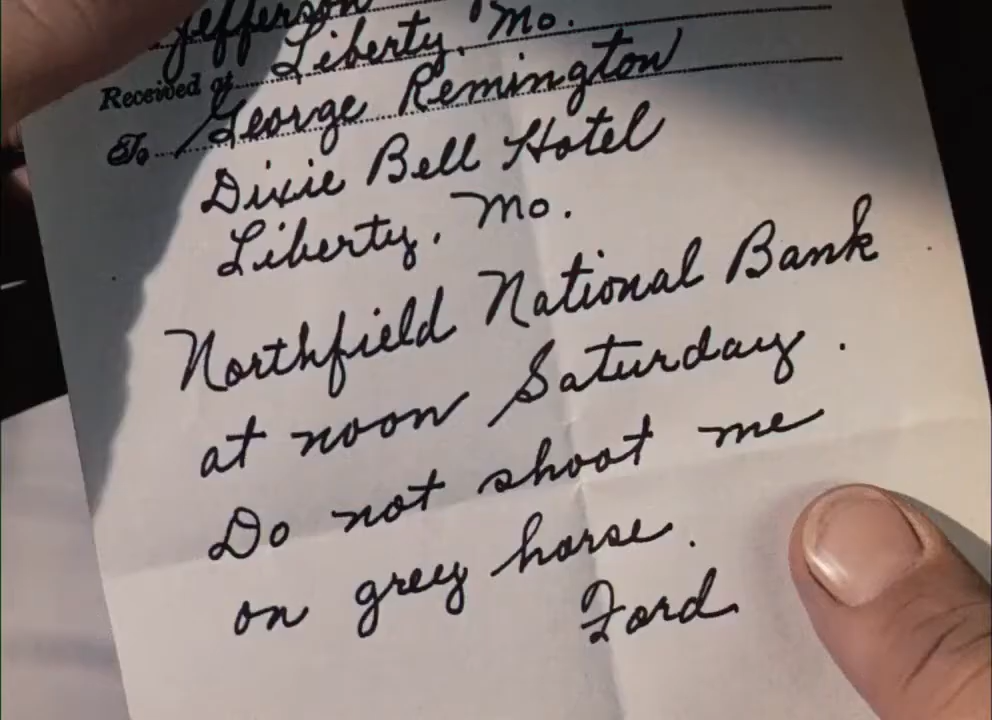 Jefferson
Liberty, Mo.
Received at
To George Remington
Dixie Bell Hotel
Liberty, Mo.
Northfield National Bank
at noon Saturday.
Do not shoot me
on grey horse.
Ford